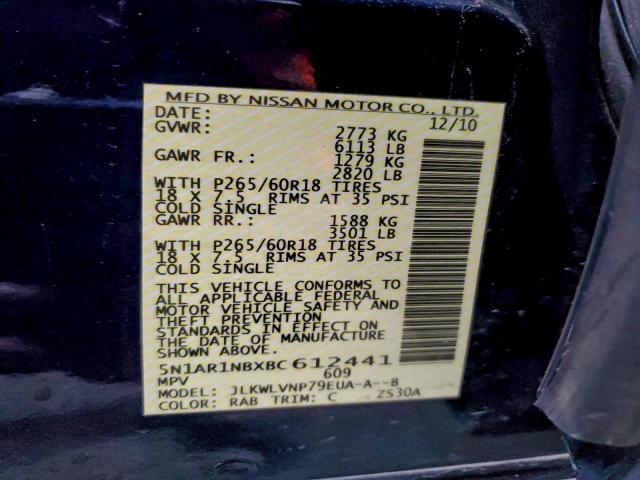 MFD BY NISSAN MOTOR CO., LTD.
DATE: 12/10
GVWR: 2773 KG
6113 LB
GAWR FR.: 1279 KG
2820 LB
WITH P265/60R18 TIRES
18 X 7.5 RIMS AT 35 PSI
COLD SINGLE
GAWR RR.: 1588 KG
3501 LB
WITH P265/60R18 TIRES
18 X 7.5 RIMS AT 35 PSI
COLD SINGLE
THIS VEHICLE CONFORMS TO
ALL APPLICABLE FEDERAL
MOTOR VEHICLE SAFETY AND
THEFT PREVENTION
STANDARDS IN EFFECT ON
THE DATE OF MANUFACTURE
SHOWN ABOVE.
5N1AR1NBXBC 612441
MPV 609
MODEL: JLKWLVNP79EUA-A--B
COLOR: RAB TRIM: C ZS30A